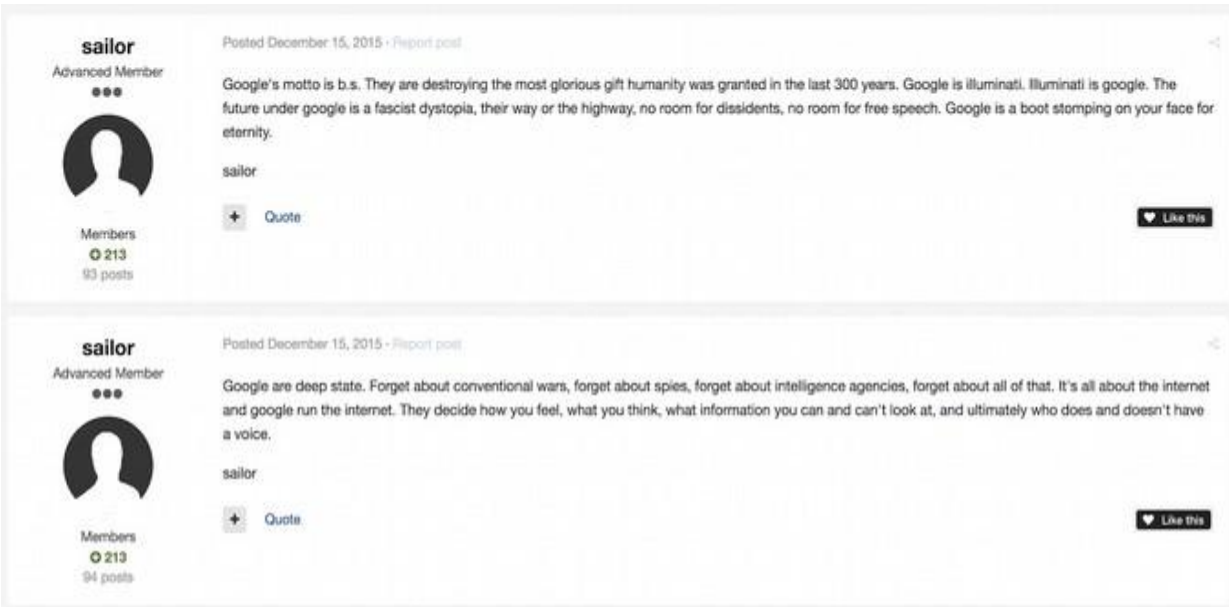 sailor
Posted December 15, 2015 · Report post
Advanced Member
Google's motto is b.s. They are destroying the most glorious gift humanity was granted in the last 300 years. Google is illuminati. Illuminati is google. The
future under google is a fascist dystopia, their way or the highway, no room for dissidents, no room for free speech. Google is a boot stomping on your face for
eternity.
sailor
+ Quote
Like this
Members
213
93 posts
sailor
Posted December 15, 2015 · Report post
Advanced Member
Google are deep state. Forget about conventional wars, forget about spies, forget about intelligence agencies, forget about all of that. It's all about the internet
and google run the internet. They decide how you feel, what you think, what information you can and can't look at, and ultimately who does and doesn't have
a voice.
sailor
+ Quote
Like this
Members
213
94 posts